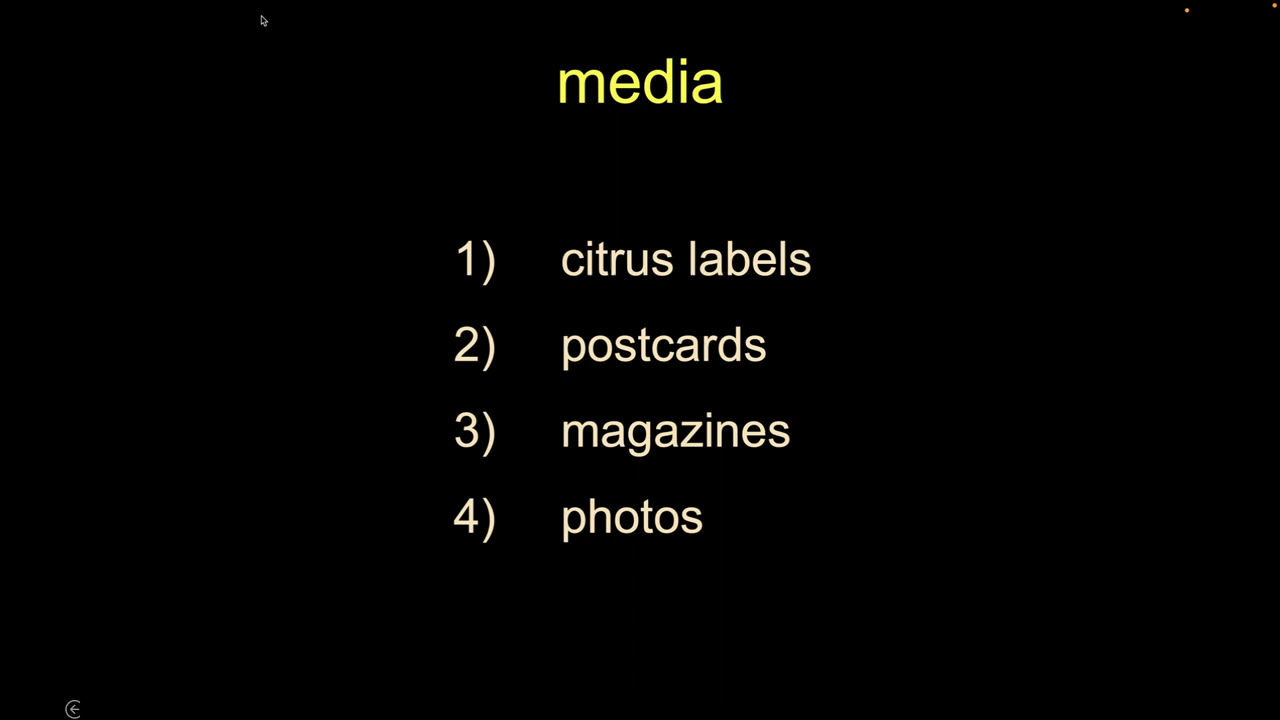 media
1) citrus labels
2) postcards
3) magazines
4) photos